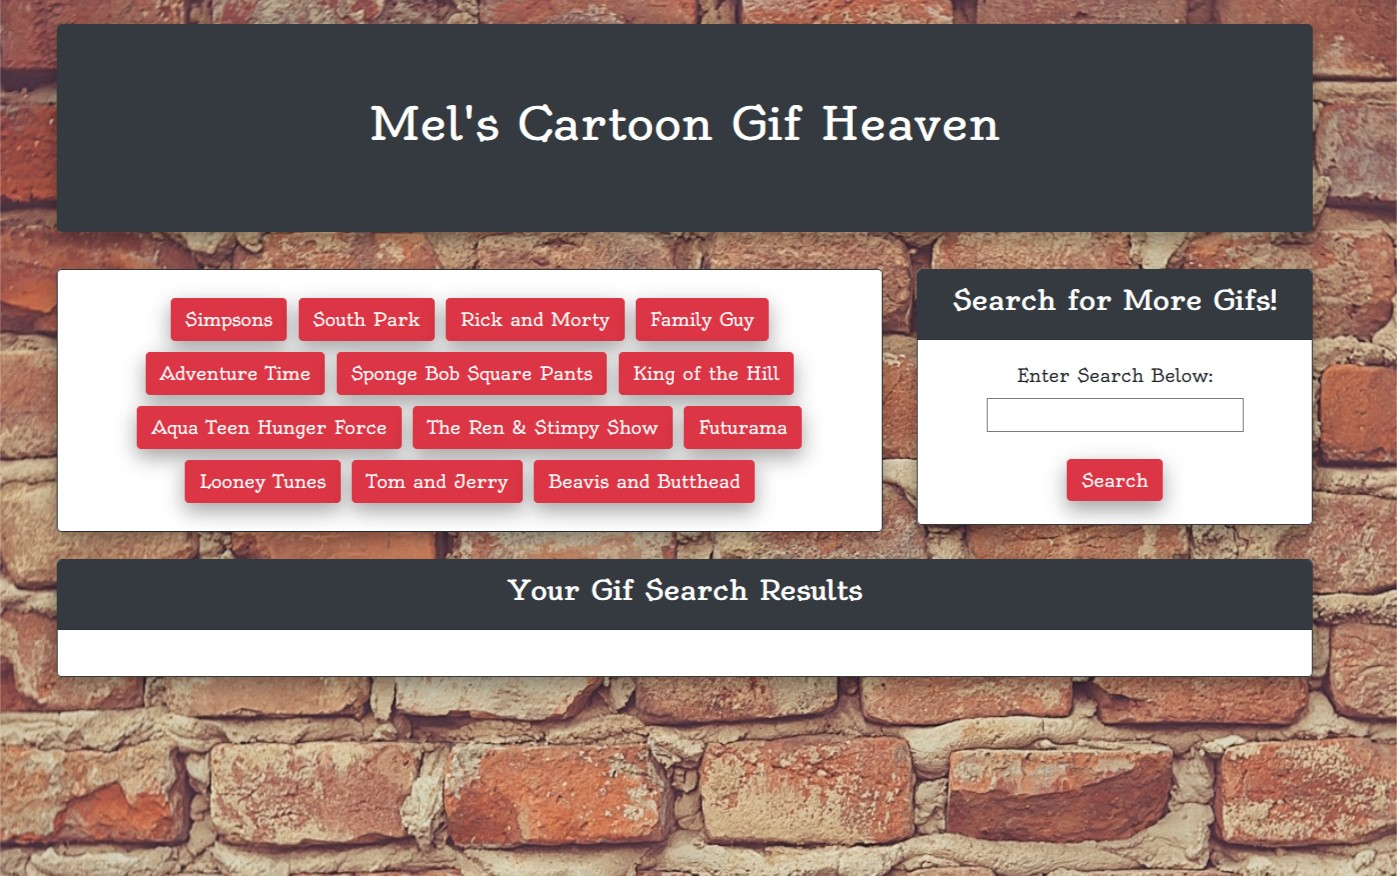 Mel's Cartoon Gif Heaven
Simpsons South Park Rick and Morty Family Guy
Adventure Time Sponge Bob Square Pants King of the Hill
Aqua Teen Hunger Force The Ren & Stimpy Show Futurama
Looney Tunes Tom and Jerry Beavis and Butthead
Search for More Gifs!
Enter Search Below:
Search
Your Gif Search Results